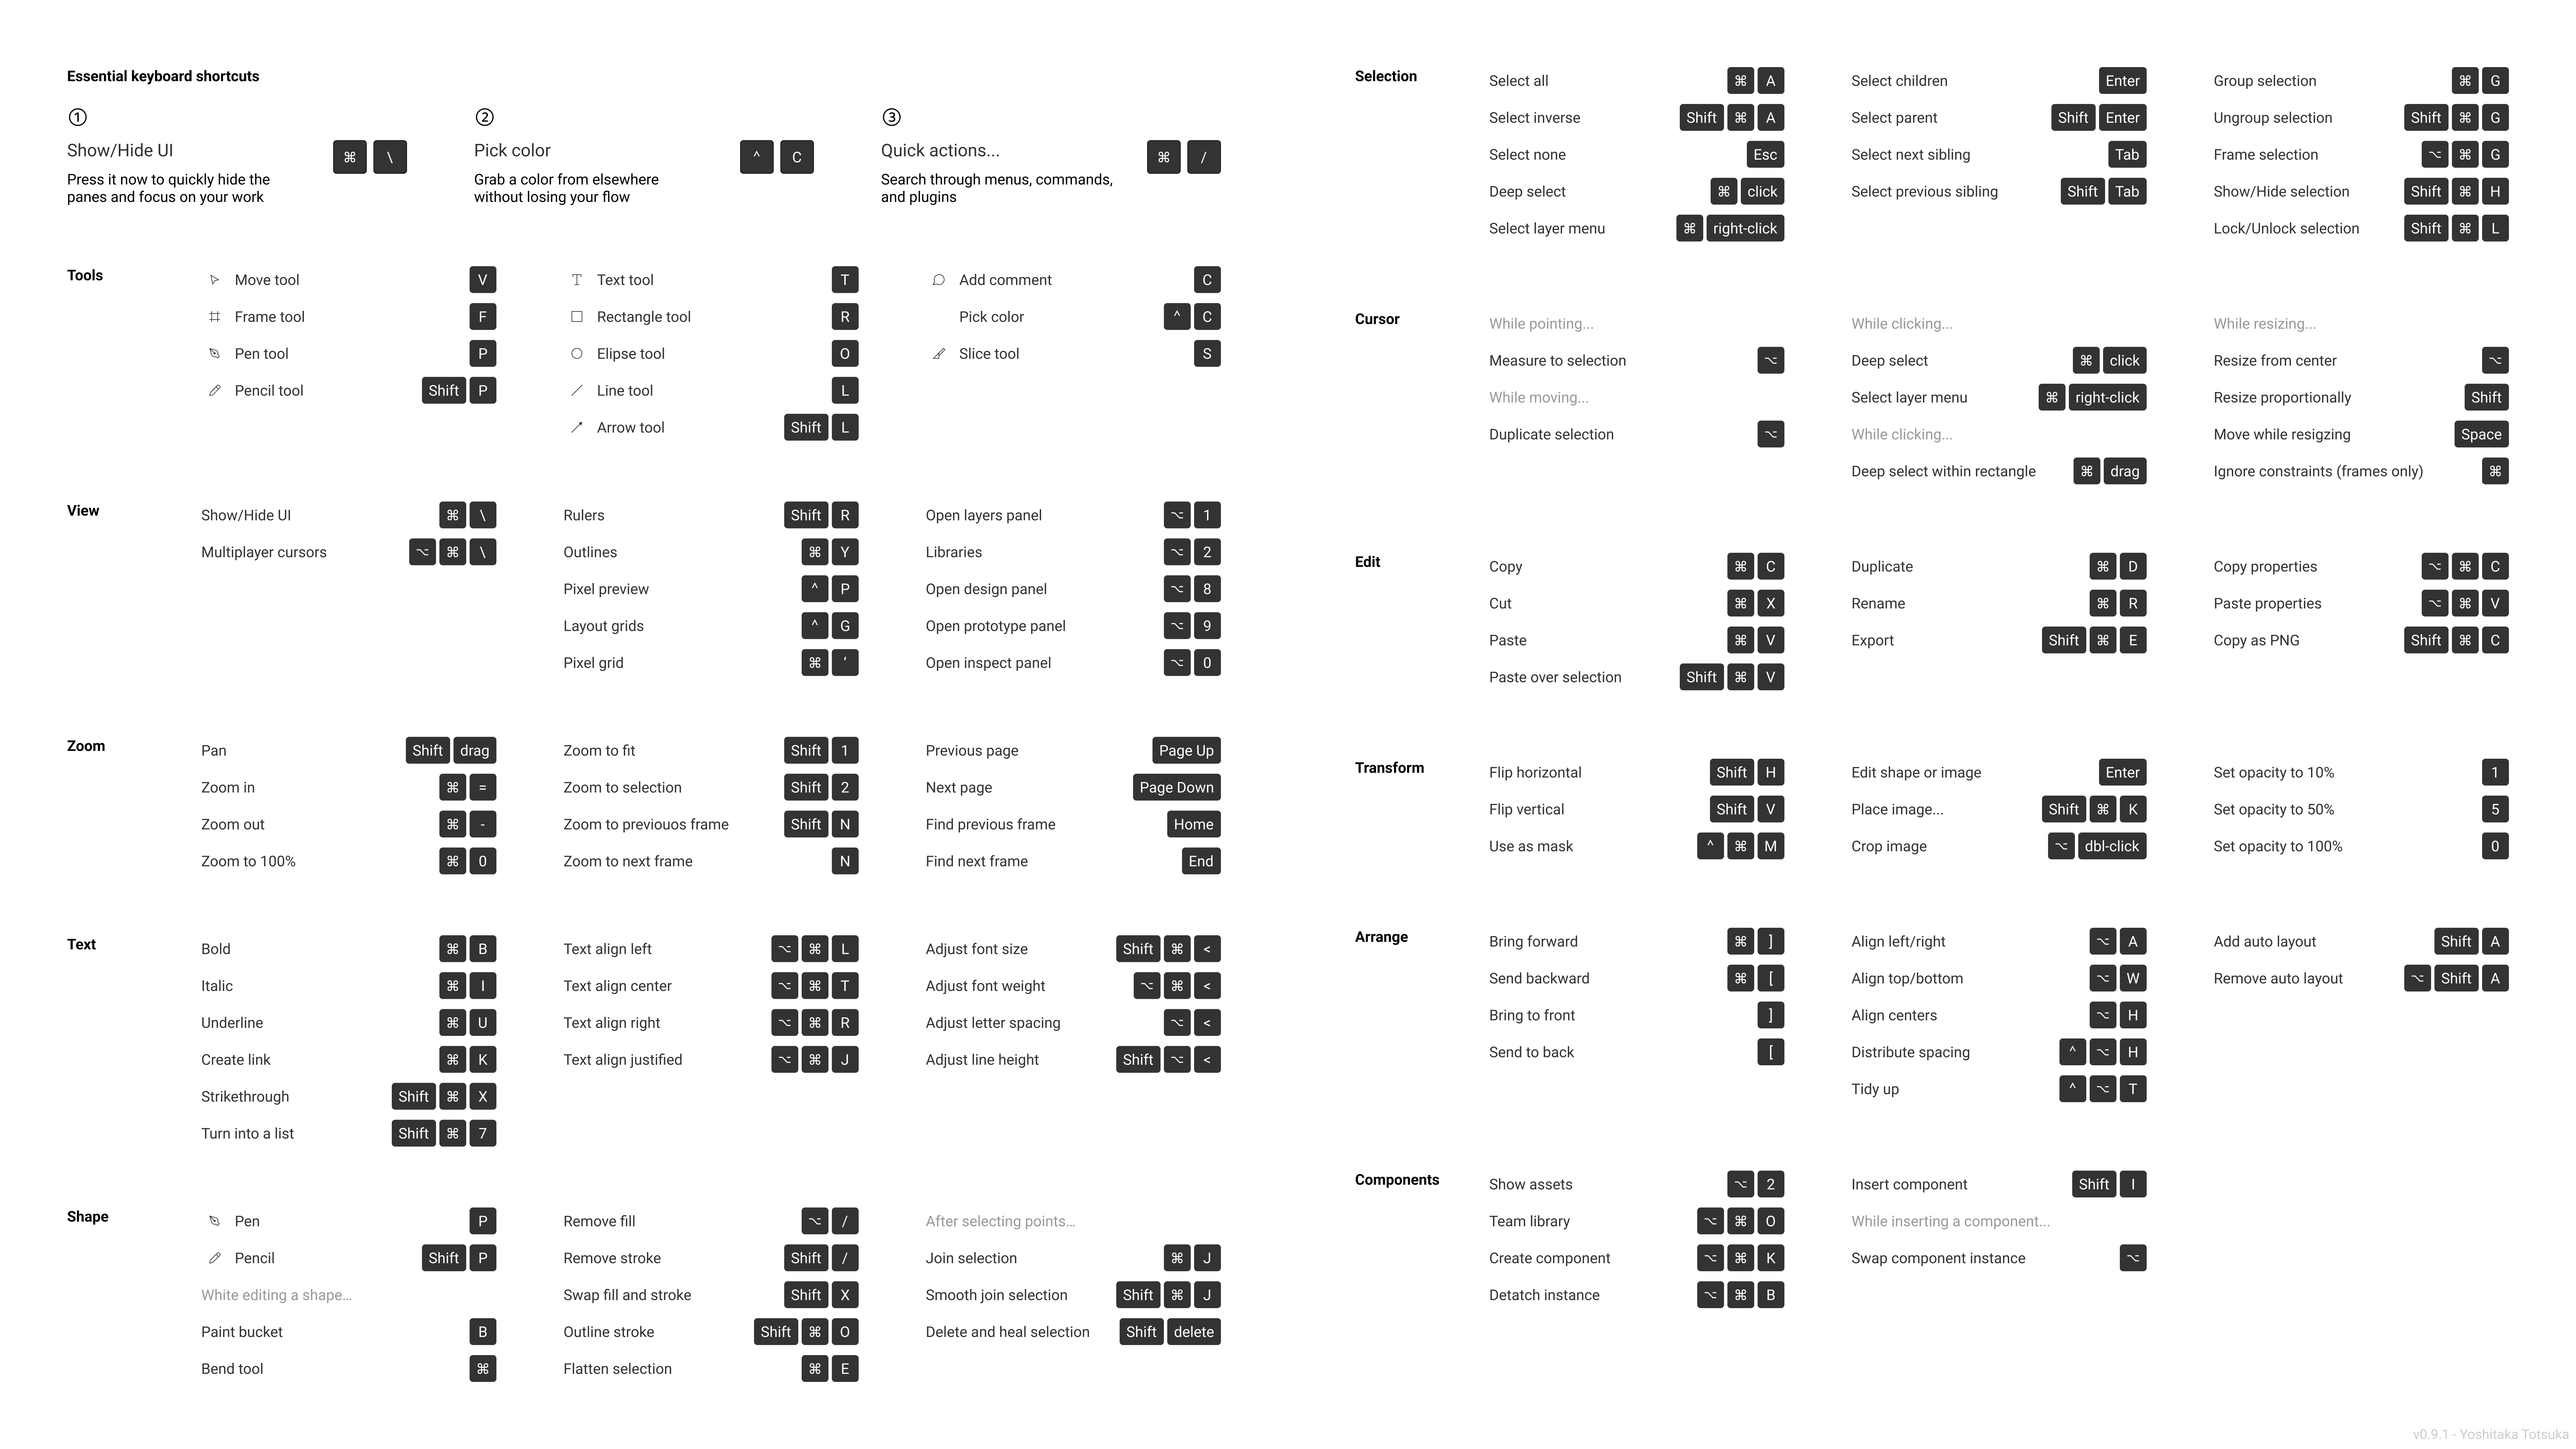 Essential keyboard shortcuts
①
Show/Hide UI ⌘ \
Press it now to quickly hide the
panes and focus on your work
②
Pick color ^ C
Grab a color from elsewhere
without losing your flow
③
Quick actions... ⌘ /
Search through menus, commands,
and plugins
Tools
Move tool V
Frame tool F
Pen tool P
Pencil tool Shift P
Text tool T
Rectangle tool R
Elipse tool O
Line tool L
Arrow tool Shift L
Add comment C
Pick color ^ C
Slice tool S
View
Show/Hide UI ⌘ \
Multiplayer cursors ⌥ ⌘ \
Rulers Shift R
Outlines ⌘ Y
Pixel preview ^ P
Layout grids ^ G
Pixel grid ⌘ ‘
Open layers panel ⌥ 1
Libraries ⌥ 2
Open design panel ⌥ 8
Open prototype panel ⌥ 9
Open inspect panel ⌥ 0
Zoom
Pan Shift drag
Zoom in ⌘ =
Zoom out ⌘ -
Zoom to 100% ⌘ 0
Zoom to fit Shift 1
Zoom to selection Shift 2
Zoom to previouos frame Shift N
Zoom to next frame N
Previous page Page Up
Next page Page Down
Find previous frame Home
Find next frame End
Text
Bold ⌘ B
Italic ⌘ I
Underline ⌘ U
Create link ⌘ K
Strikethrough Shift ⌘ X
Turn into a list Shift ⌘ 7
Text align left ⌥ ⌘ L
Text align center ⌥ ⌘ T
Text align right ⌥ ⌘ R
Text align justified ⌥ ⌘ J
Adjust font size Shift ⌘ <
Adjust font weight ⌥ ⌘ <
Adjust letter spacing ⌥ <
Adjust line height Shift ⌥ <
Shape
Pen P
Pencil Shift P
White editing a shape...
Paint bucket B
Bend tool ⌘
Remove fill ⌥ /
Remove stroke Shift /
Swap fill and stroke Shift X
Outline stroke Shift ⌘ O
Flatten selection ⌘ E
After selecting points...
Join selection ⌘ J
Smooth join selection Shift ⌘ J
Delete and heal selection Shift delete
Selection
Select all ⌘ A
Select inverse Shift ⌘ A
Select none Esc
Deep select ⌘ click
Select layer menu ⌘ right-click
Select children Enter
Select parent Shift Enter
Select next sibling Tab
Select previous sibling Shift Tab
Group selection ⌘ G
Ungroup selection Shift ⌘ G
Frame selection ⌥ ⌘ G
Show/Hide selection Shift ⌘ H
Lock/Unlock selection Shift ⌘ L
Cursor
While pointing...
Measure to selection ⌥
While moving...
Duplicate selection ⌥
While clicking...
Deep select ⌘ click
Select layer menu ⌘ right-click
While clicking...
Deep select within rectangle ⌘ drag
While resizing...
Resize from center ⌥
Resize proportionally Shift
Move while resigzing Space
Ignore constraints (frames only) ⌘
Edit
Copy ⌘ C
Cut ⌘ X
Paste ⌘ V
Paste over selection Shift ⌘ V
Duplicate ⌘ D
Rename ⌘ R
Export Shift ⌘ E
Copy properties ⌥ ⌘ C
Paste properties ⌥ ⌘ V
Copy as PNG Shift ⌘ C
Transform
Flip horizontal Shift H
Flip vertical Shift V
Use as mask ^ ⌘ M
Edit shape or image Enter
Place image... Shift ⌘ K
Crop image ⌥ dbl-click
Set opacity to 10% 1
Set opacity to 50% 5
Set opacity to 100% 0
Arrange
Bring forward ⌘ ]
Send backward ⌘ [
Bring to front ]
Send to back [
Align left/right ⌥ A
Align top/bottom ⌥ W
Align centers ⌥ H
Distribute spacing ^ ⌥ H
Tidy up ^ ⌥ T
Add auto layout Shift A
Remove auto layout ⌥ Shift A
Components
Show assets ⌥ 2
Team library ⌥ ⌘ O
Create component ⌥ ⌘ K
Detatch instance ⌥ ⌘ B
Insert component Shift I
While inserting a component...
Swap component instance ⌥
v0.9.1 - Yoshitaka Totsuka